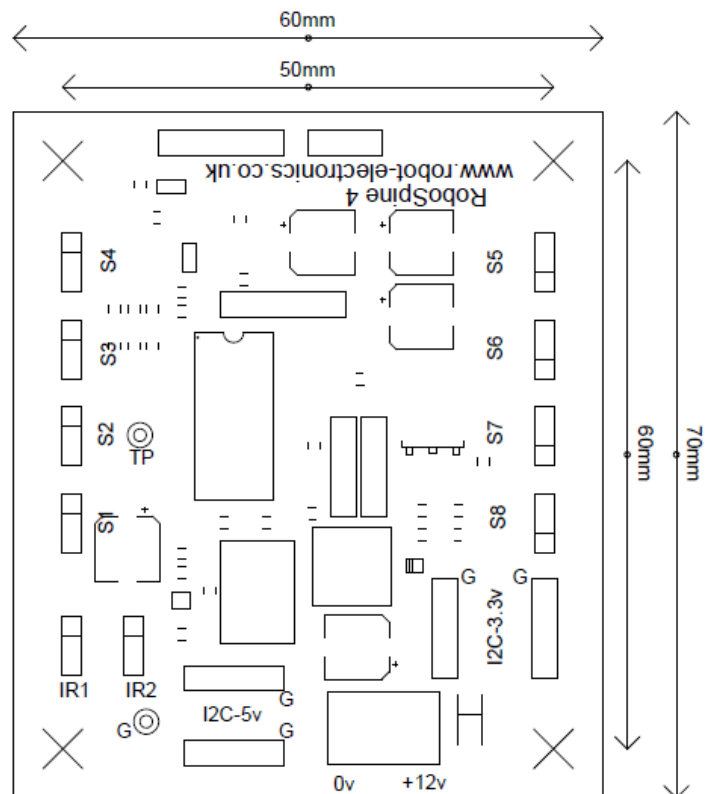 60mm
50mm
www.robot-electronics.co.uk
RoboSpine 4
S4
S5
S3
S6
S2
S7
TP
60mm
70mm
S1
S8
G
G
I2C-3.3v
IR1
IR2
G
I2C-5v
G
G
0v
+12v